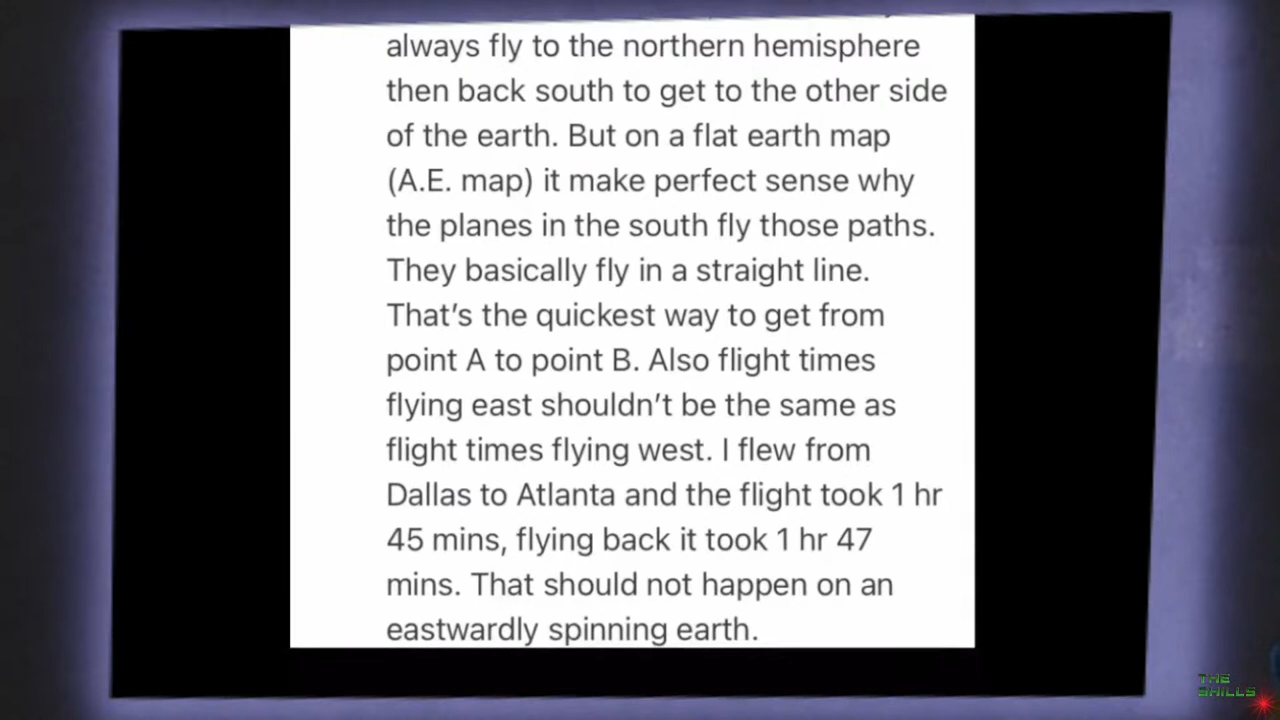 always fly to the northern hemisphere
then back south to get to the other side
of the earth. But on a flat earth map
(A.E. map) it make perfect sense why
the planes in the south fly those paths.
They basically fly in a straight line.
That’s the quickest way to get from
point A to point B. Also flight times
flying east shouldn’t be the same as
flight times flying west. I flew from
Dallas to Atlanta and the flight took 1 hr
45 mins, flying back it took 1 hr 47
mins. That should not happen on an
eastwardly spinning earth.
THE
SHILLS